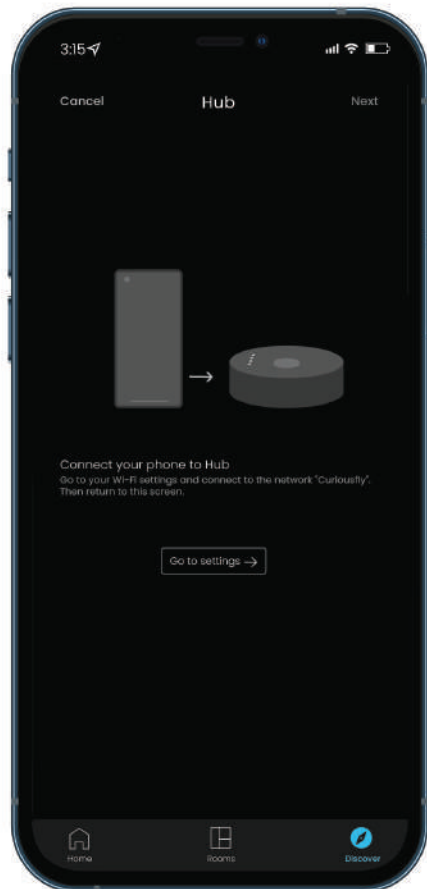 3:15
Cancel Hub Next
Connect your phone to Hub
Go to your Wi-Fi settings and connect to the network "Curiousfly".
Then return to this screen.
Go to settings →
Home Rooms Discover